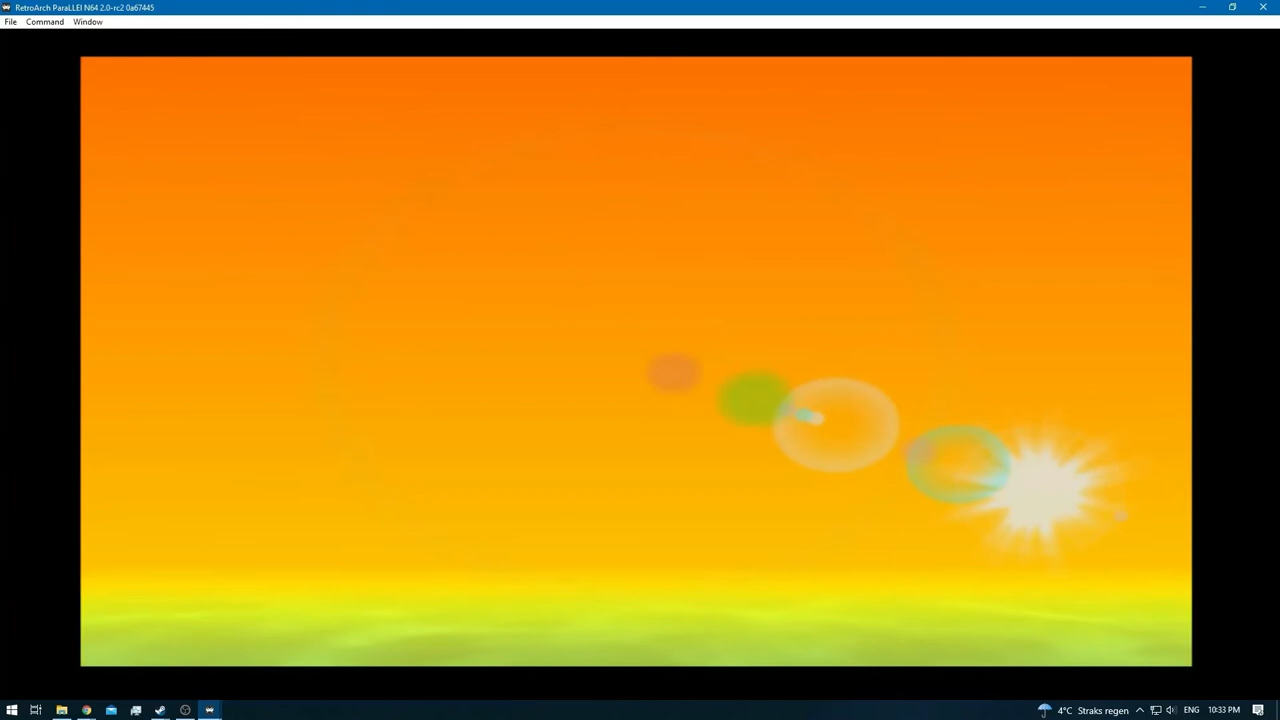 RetroArch ParaLLEl N64 2.0-rc2 0a67445
File Command Window
4°C Straks regen ENG 10:33 PM